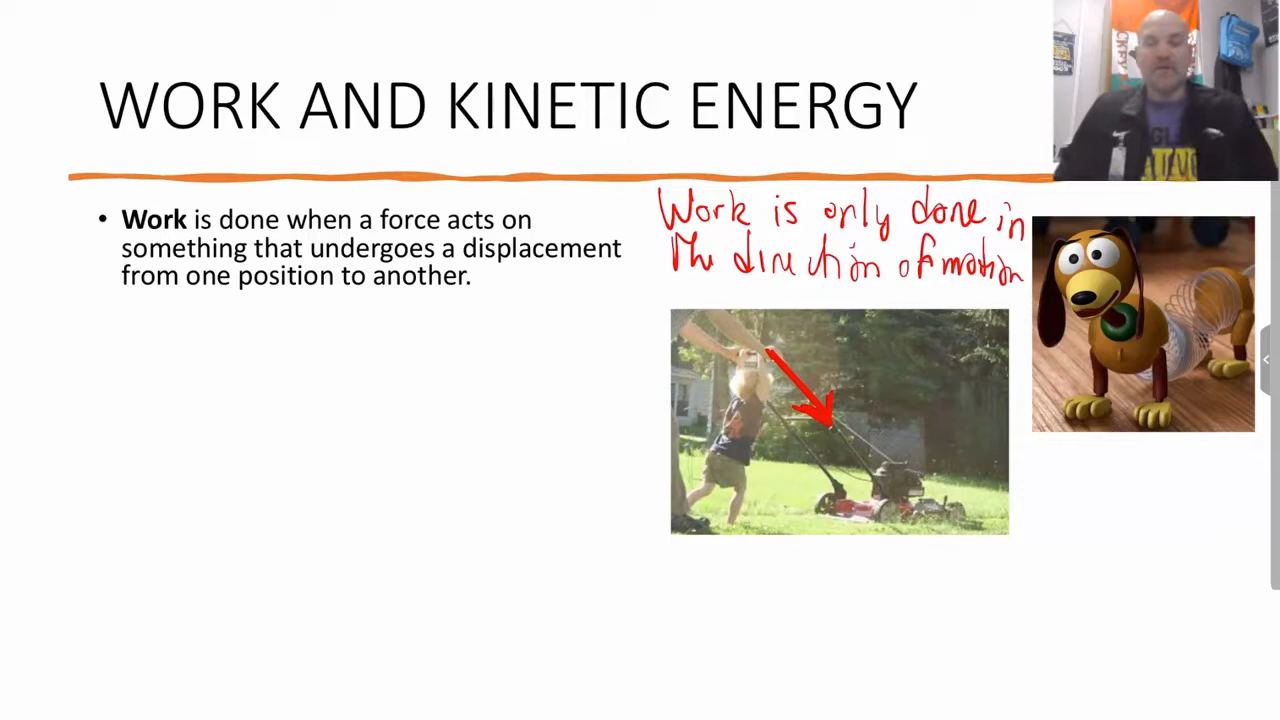 WORK AND KINETIC ENERGY
• Work is done when a force acts on
something that undergoes a displacement
from one position to another.
Work is only done in
the direction of motion